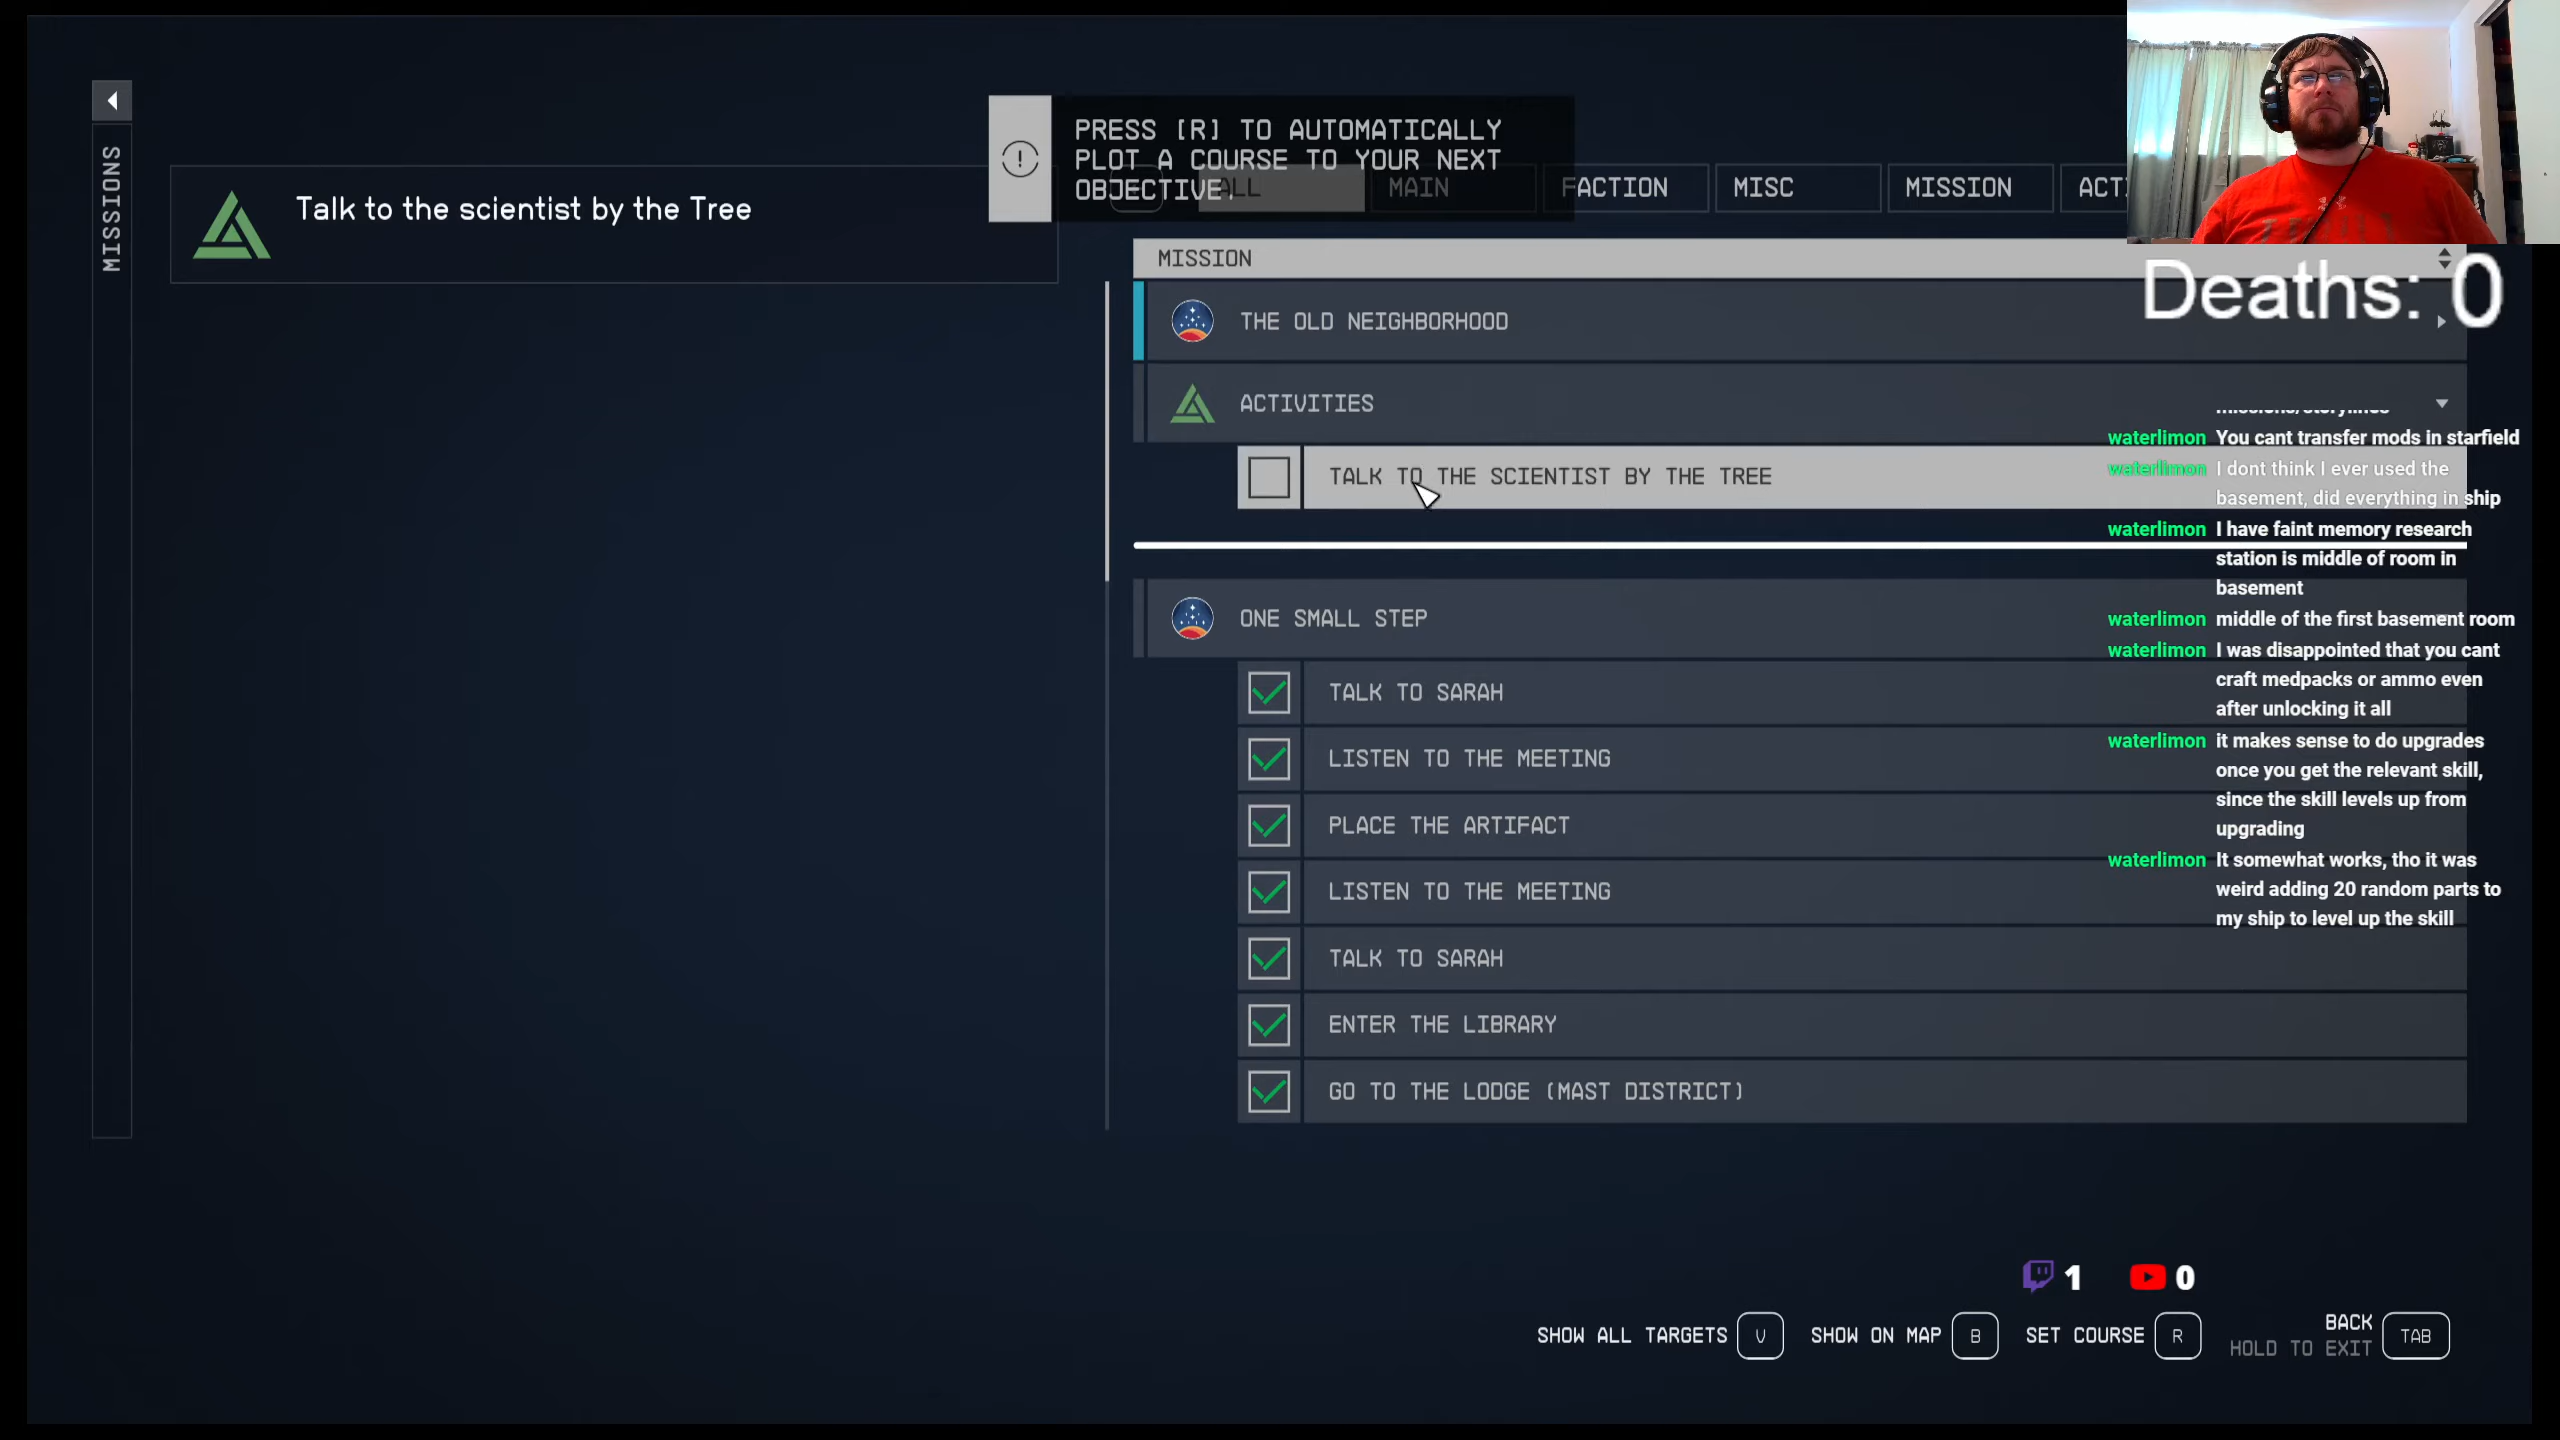 MISSIONS
Talk to the scientist by the Tree
PRESS [R] TO AUTOMATICALLY
PLOT A COURSE TO YOUR NEXT
OBJECTIVE.
ALL
MAIN
FACTION
MISC
MISSION
MISSION
Deaths: 0
THE OLD NEIGHBORHOOD
ACTIVITIES
TALK TO THE SCIENTIST BY THE TREE
ONE SMALL STEP
TALK TO SARAH
LISTEN TO THE MEETING
PLACE THE ARTIFACT
LISTEN TO THE MEETING
TALK TO SARAH
ENTER THE LIBRARY
GO TO THE LODGE (MAST DISTRICT)
missions/storylines
waterlimon You cant transfer mods in starfield
waterlimon I dont think I ever used the
basement, did everything in ship
waterlimon I have faint memory research
station is middle of room in
basement
waterlimon middle of the first basement room
waterlimon I was disappointed that you cant
craft medpacks or ammo even
after unlocking it all
waterlimon it makes sense to do upgrades
once you get the relevant skill,
since the skill levels up from
upgrading
waterlimon It somewhat works, tho it was
weird adding 20 random parts to
my ship to level up the skill
1 0
SHOW ALL TARGETS V SHOW ON MAP B SET COURSE R BACK TAB
HOLD TO EXIT